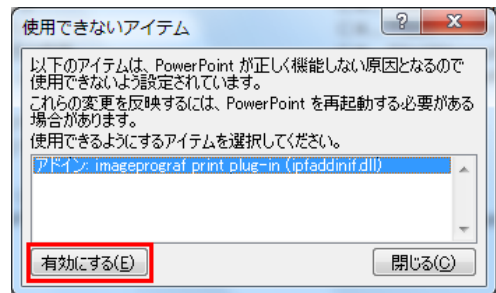 使用できないアイテム
以下のアイテムは、PowerPoint が正しく機能しない原因となるので
使用できないよう設定されています。
これらの変更を反映するには、PowerPoint を再起動する必要がある
場合があります。
使用できるようにするアイテムを選択してください。
アドイン: imageprograf print plug-in (ipfaddinif.dll)
有効にする(E)
閉じる(C)